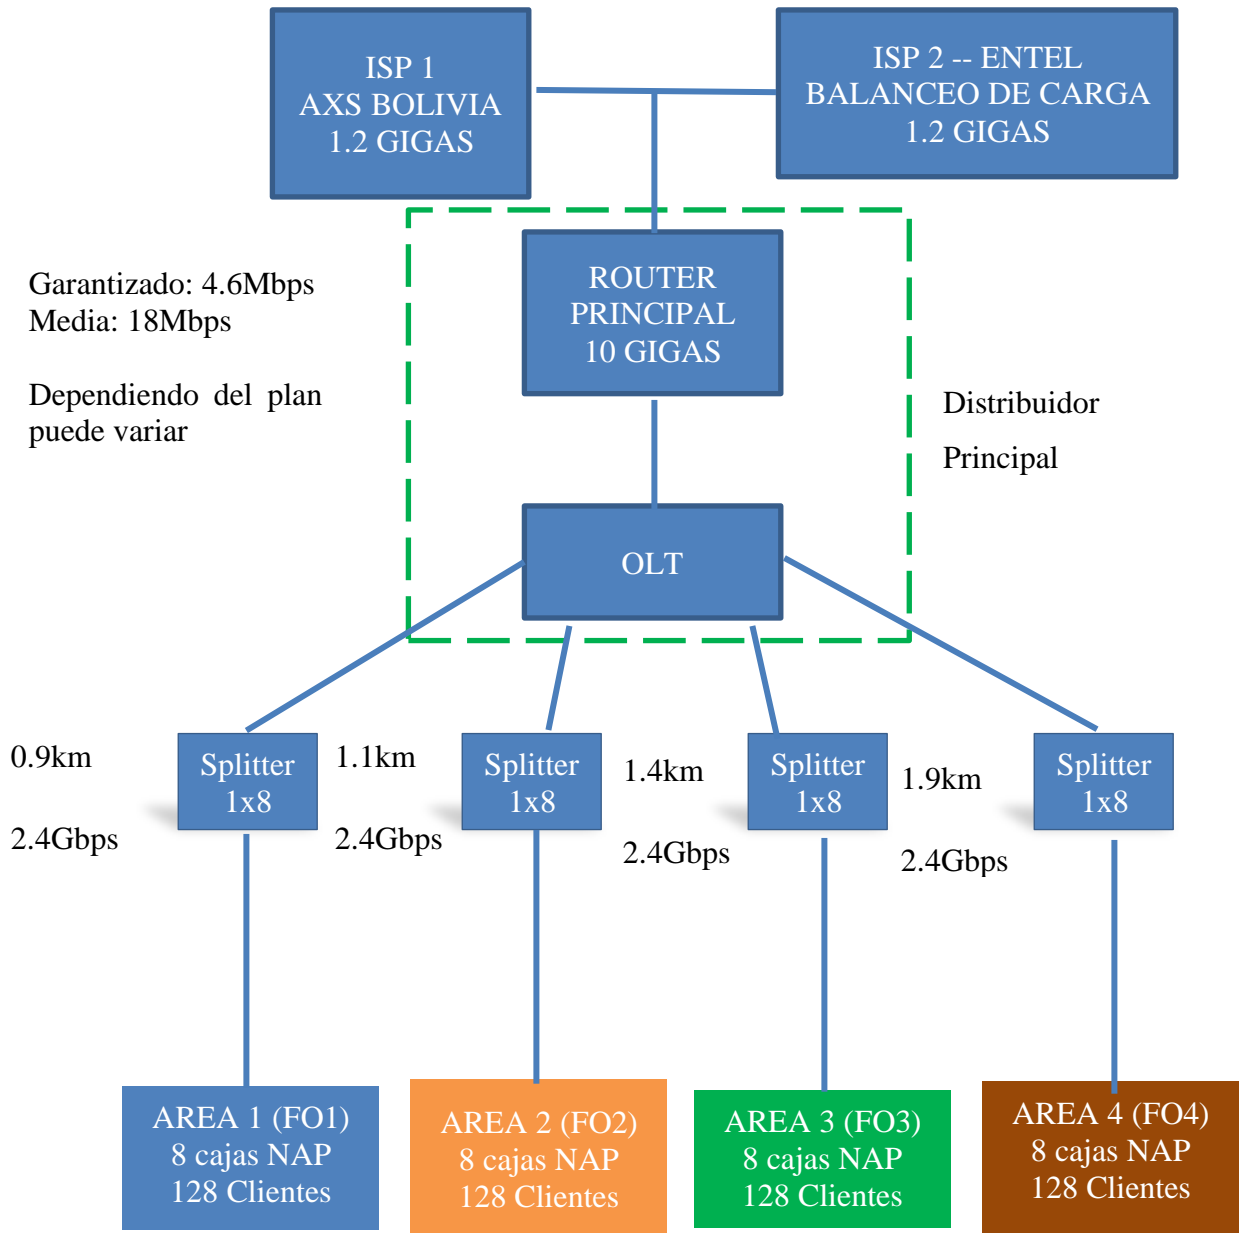 ISP 1
AXS BOLIVIA
1.2 GIGAS
ISP 2 -- ENTEL
BALANCEO DE CARGA
1.2 GIGAS
Garantizado: 4.6Mbps
Media: 18Mbps
Dependiendo del plan
puede variar
ROUTER
PRINCIPAL
10 GIGAS
Distribuidor
Principal
OLT
0.9km
2.4Gbps
Splitter
1x8
1.1km
2.4Gbps
Splitter
1x8
1.4km
2.4Gbps
Splitter
1x8
1.9km
2.4Gbps
Splitter
1x8
AREA 1 (FO1)
8 cajas NAP
128 Clientes
AREA 2 (FO2)
8 cajas NAP
128 Clientes
AREA 3 (FO3)
8 cajas NAP
128 Clientes
AREA 4 (FO4)
8 cajas NAP
128 Clientes